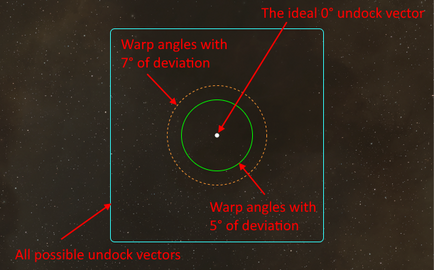 The ideal 0° undock vector
Warp angles with
7° of deviation
Warp angles with
5° of deviation
All possible undock vectors